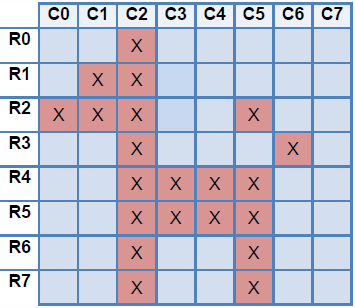 C0 C1 C2 C3 C4 C5 C6 C7
R0 X
R1 X X
R2 X X X X
R3 X X
R4 X X X X
R5 X X X X
R6 X X
R7 X X